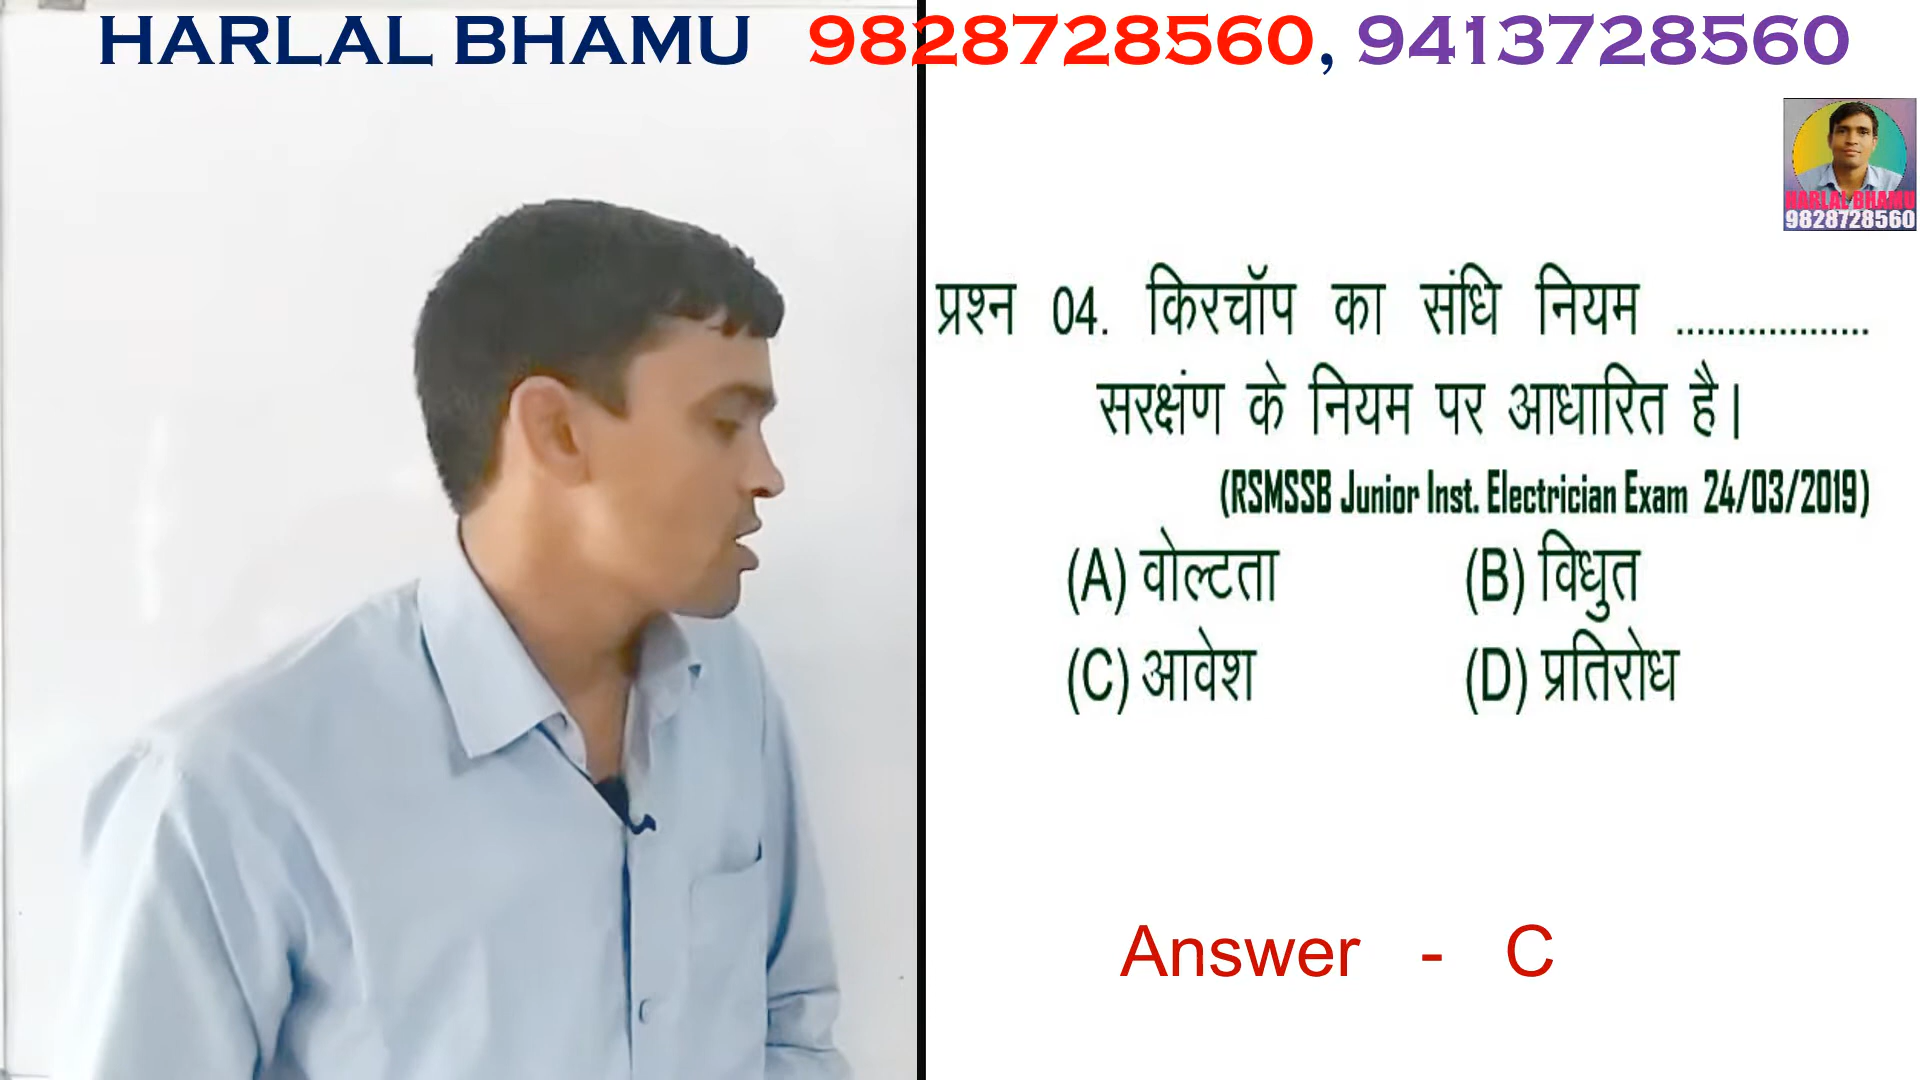 HARLAL BHAMU 9828728560, 9413728560
HARLAL BHAMU
9828728560
प्रश्न 04. किरचॉप का संधि नियम ...................
सरक्षंण के नियम पर आधारित है।
(RSMSSB Junior Inst. Electrician Exam 24/03/2019)
(A) वोल्टता (B) विधुत
(C) आवेश (D) प्रतिरोध
Answer - C